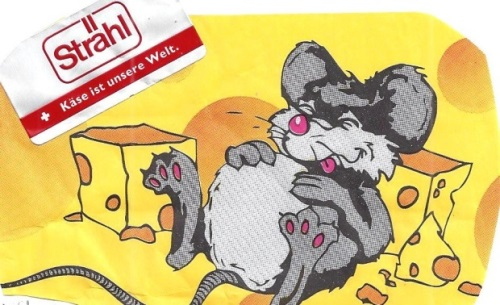 Strähl
Käse ist unsere Welt.